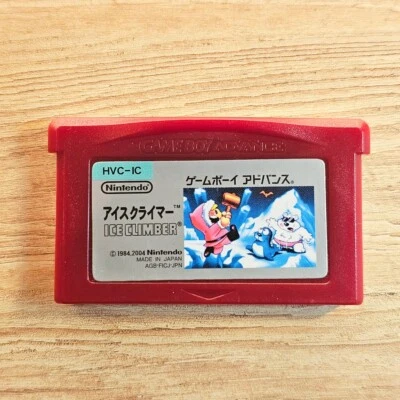 GAME BOY ADVANCE
HVC-IC
Nintendo®
ゲームボーイ アドバンス®
アイスクライマー™
ICE CLIMBER®
© 1984, 2004 Nintendo
MADE IN JAPAN
AGB-FICJ-JPN